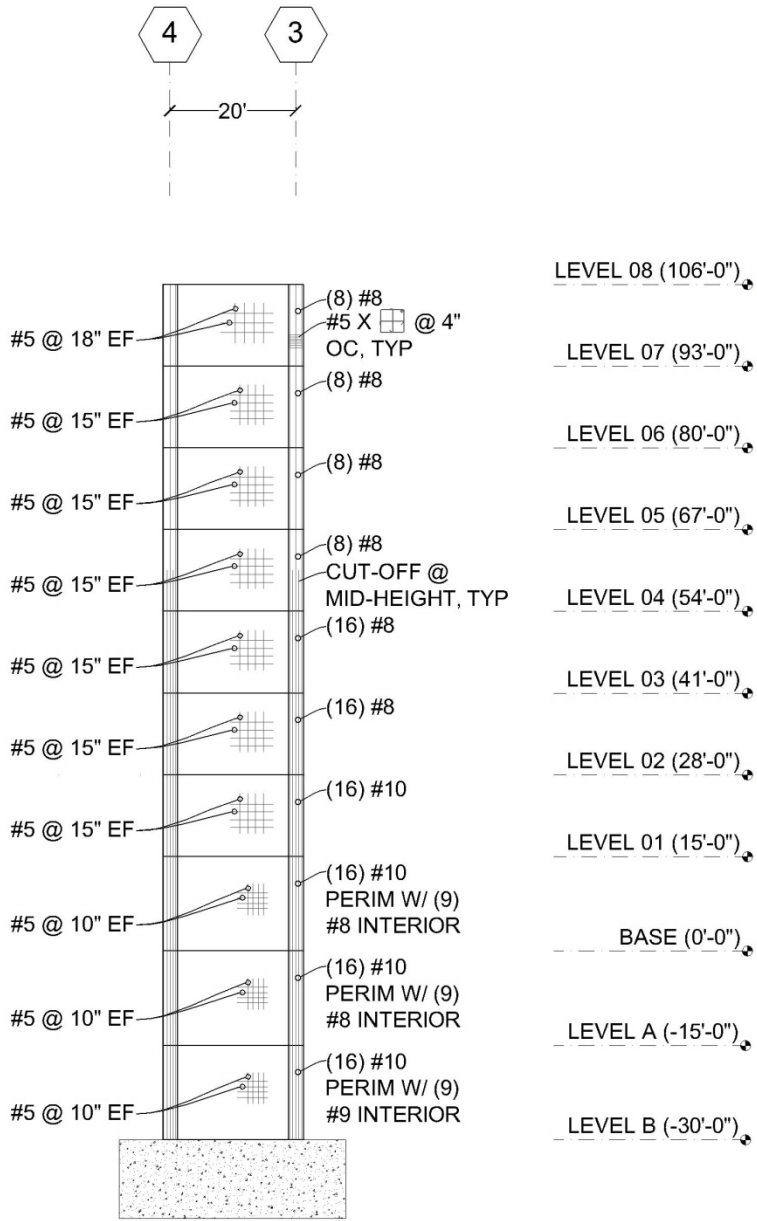 4
3
20'
LEVEL 08 (106'-0")
(8) #8
#5 X @ 4"
OC, TYP
#5 @ 18" EF
LEVEL 07 (93'-0")
(8) #8
#5 @ 15" EF
LEVEL 06 (80'-0")
(8) #8
#5 @ 15" EF
LEVEL 05 (67'-0")
(8) #8
CUT-OFF @
MID-HEIGHT, TYP
#5 @ 15" EF
LEVEL 04 (54'-0")
(16) #8
#5 @ 15" EF
LEVEL 03 (41'-0")
(16) #8
#5 @ 15" EF
LEVEL 02 (28'-0")
(16) #10
#5 @ 15" EF
LEVEL 01 (15'-0")
(16) #10
PERIM W/ (9)
#8 INTERIOR
#5 @ 10" EF
BASE (0'-0")
(16) #10
PERIM W/ (9)
#8 INTERIOR
#5 @ 10" EF
LEVEL A (-15'-0")
(16) #10
PERIM W/ (9)
#9 INTERIOR
#5 @ 10" EF
LEVEL B (-30'-0")